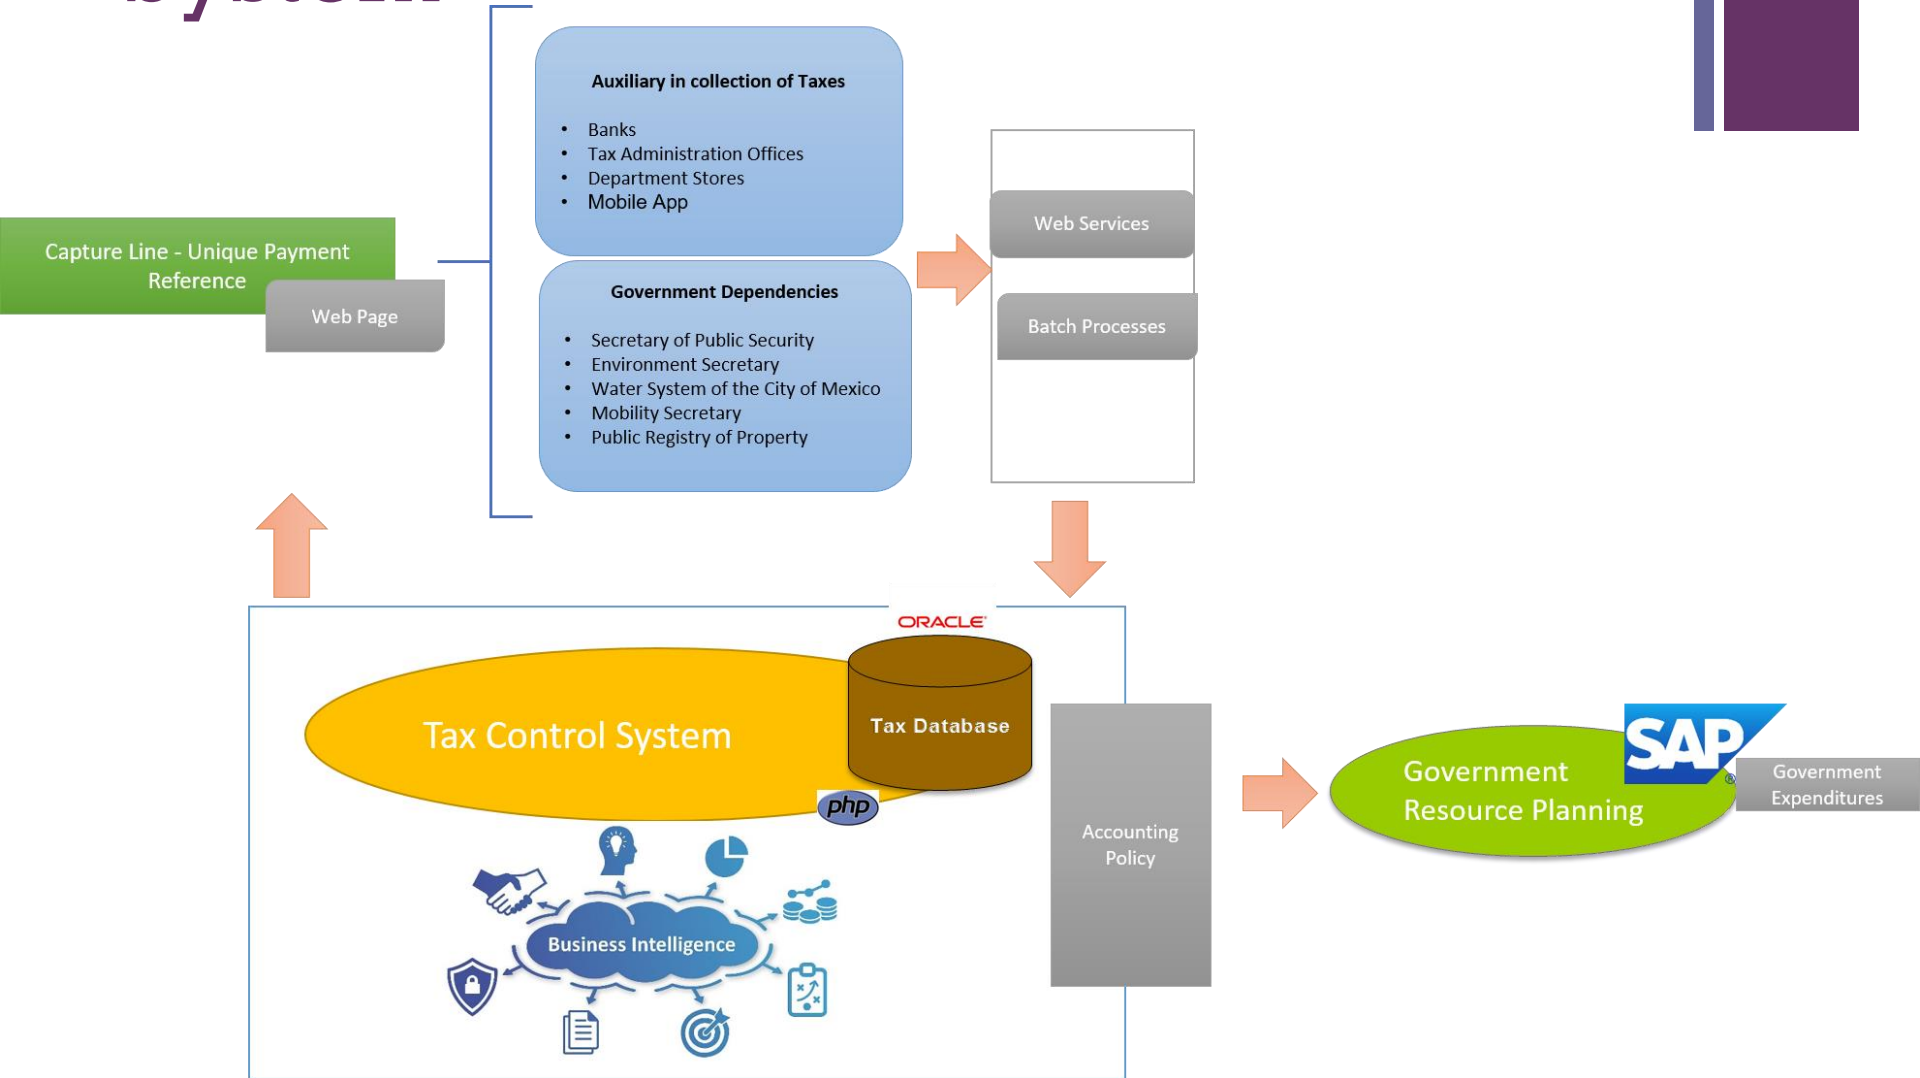 System
Auxiliary in collection of Taxes
• Banks
• Tax Administration Offices
• Department Stores
• Mobile App
Capture Line - Unique Payment
Reference
Web Page
Government Dependencies
• Secretary of Public Security
• Environment Secretary
• Water System of the City of Mexico
• Mobility Secretary
• Public Registry of Property
Web Services
Batch Processes
ORACLE
Tax Control System
Tax Database
php
Business Intelligence
Accounting
Policy
Government
Resource Planning
SAP
®
Government
Expenditures